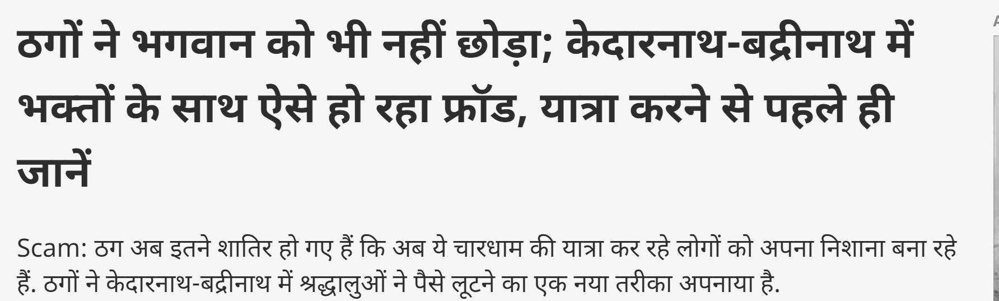 ठगों ने भगवान को भी नहीं छोड़ा; केदारनाथ-बद्रीनाथ में
भक्तों के साथ ऐसे हो रहा फ्रॉड, यात्रा करने से पहले ही
जानें
Scam: ठग अब इतने शातिर हो गए हैं कि अब ये चारधाम की यात्रा कर रहे लोगों को अपना निशाना बना रहे
हैं. ठगों ने केदारनाथ-बद्रीनाथ में श्रद्धालुओं ने पैसे लूटने का एक नया तरीका अपनाया है.